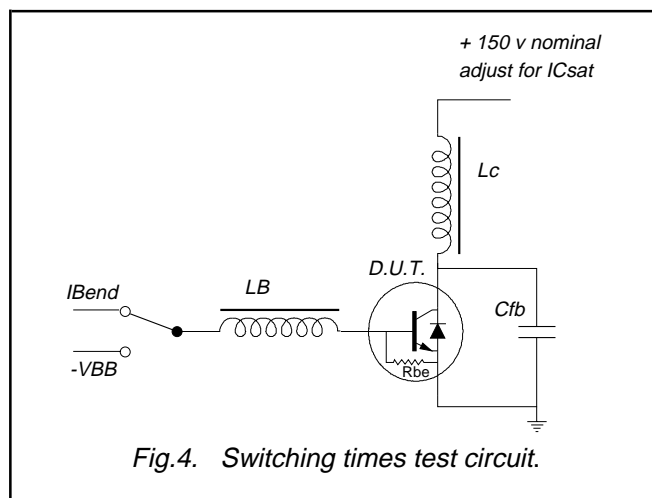 + 150 v nominal
adjust for ICsat
Lc
D.U.T.
LB
IBend
Cfb
-VBB
Rbe
Fig.4. Switching times test circuit.